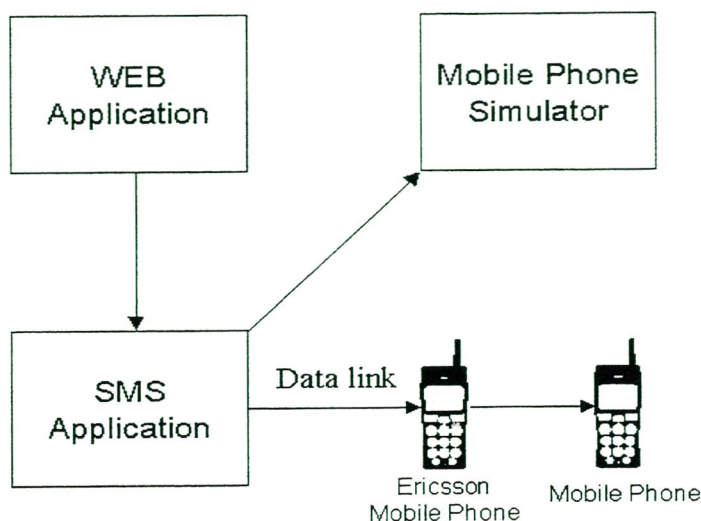 WEB
Application
Mobile Phone
Simulator
SMS
Application
Data link
Ericsson
Mobile Phone
Mobile Phone